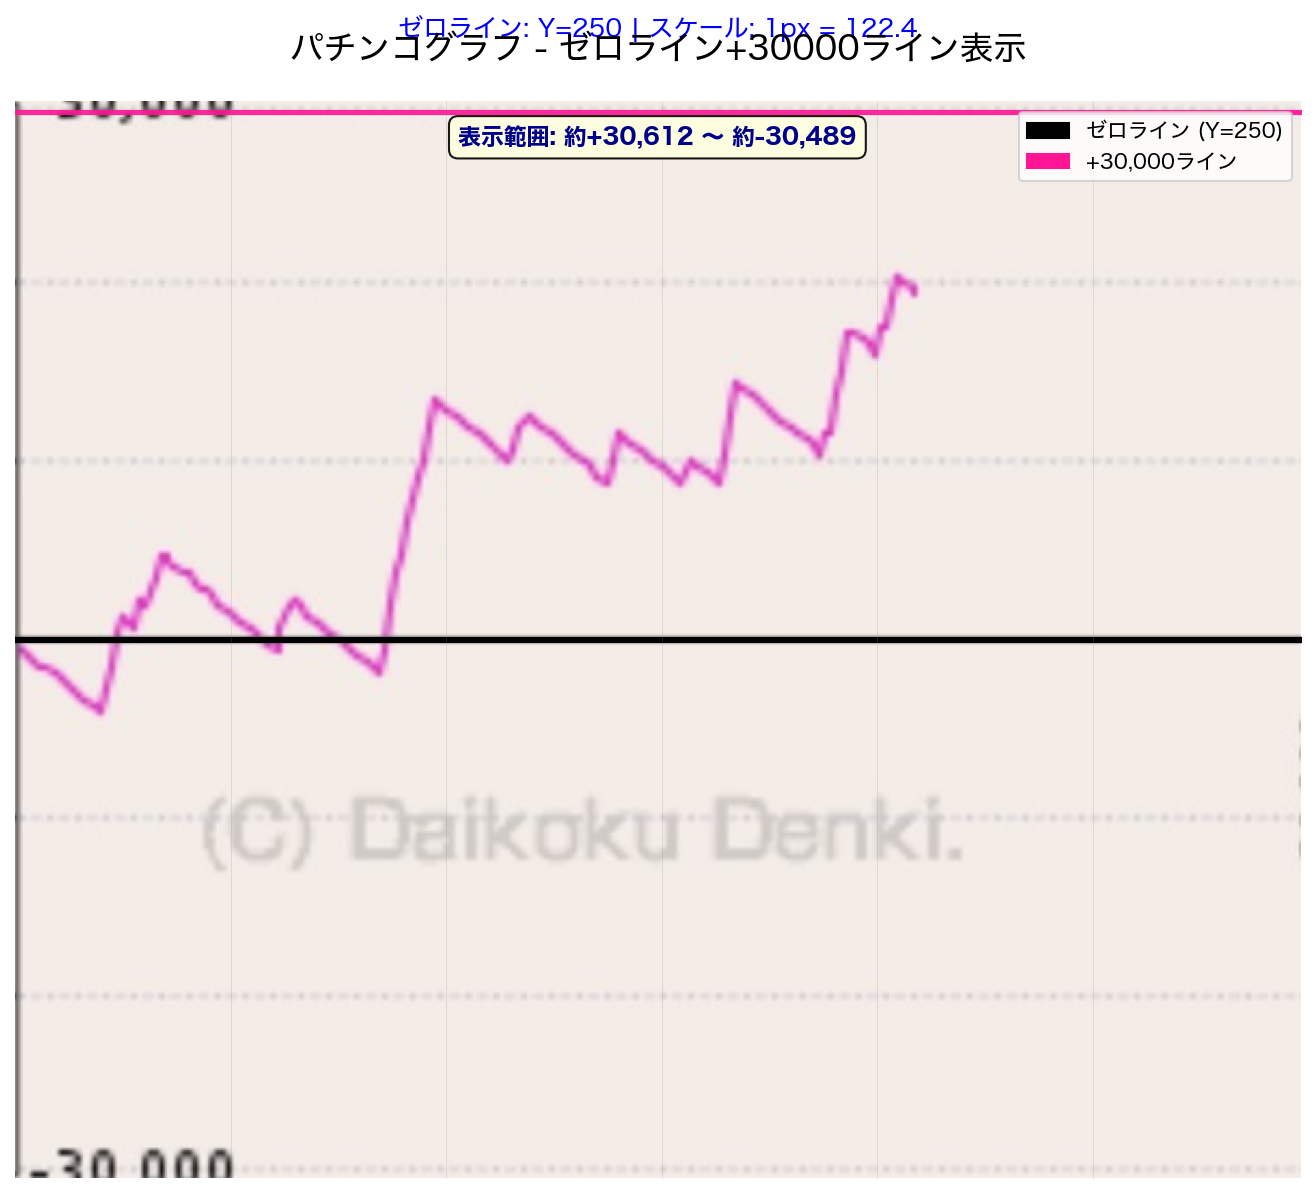 ゼロライン: Y=250 | スケール: 1px = 122.4
パチンコグラフ - ゼロライン+30000ライン表示
30,000
表示範囲: 約+30,612 ～ 約-30,489
ゼロライン (Y=250)
+30,000ライン
(C) Daikoku Denki.
-30,000